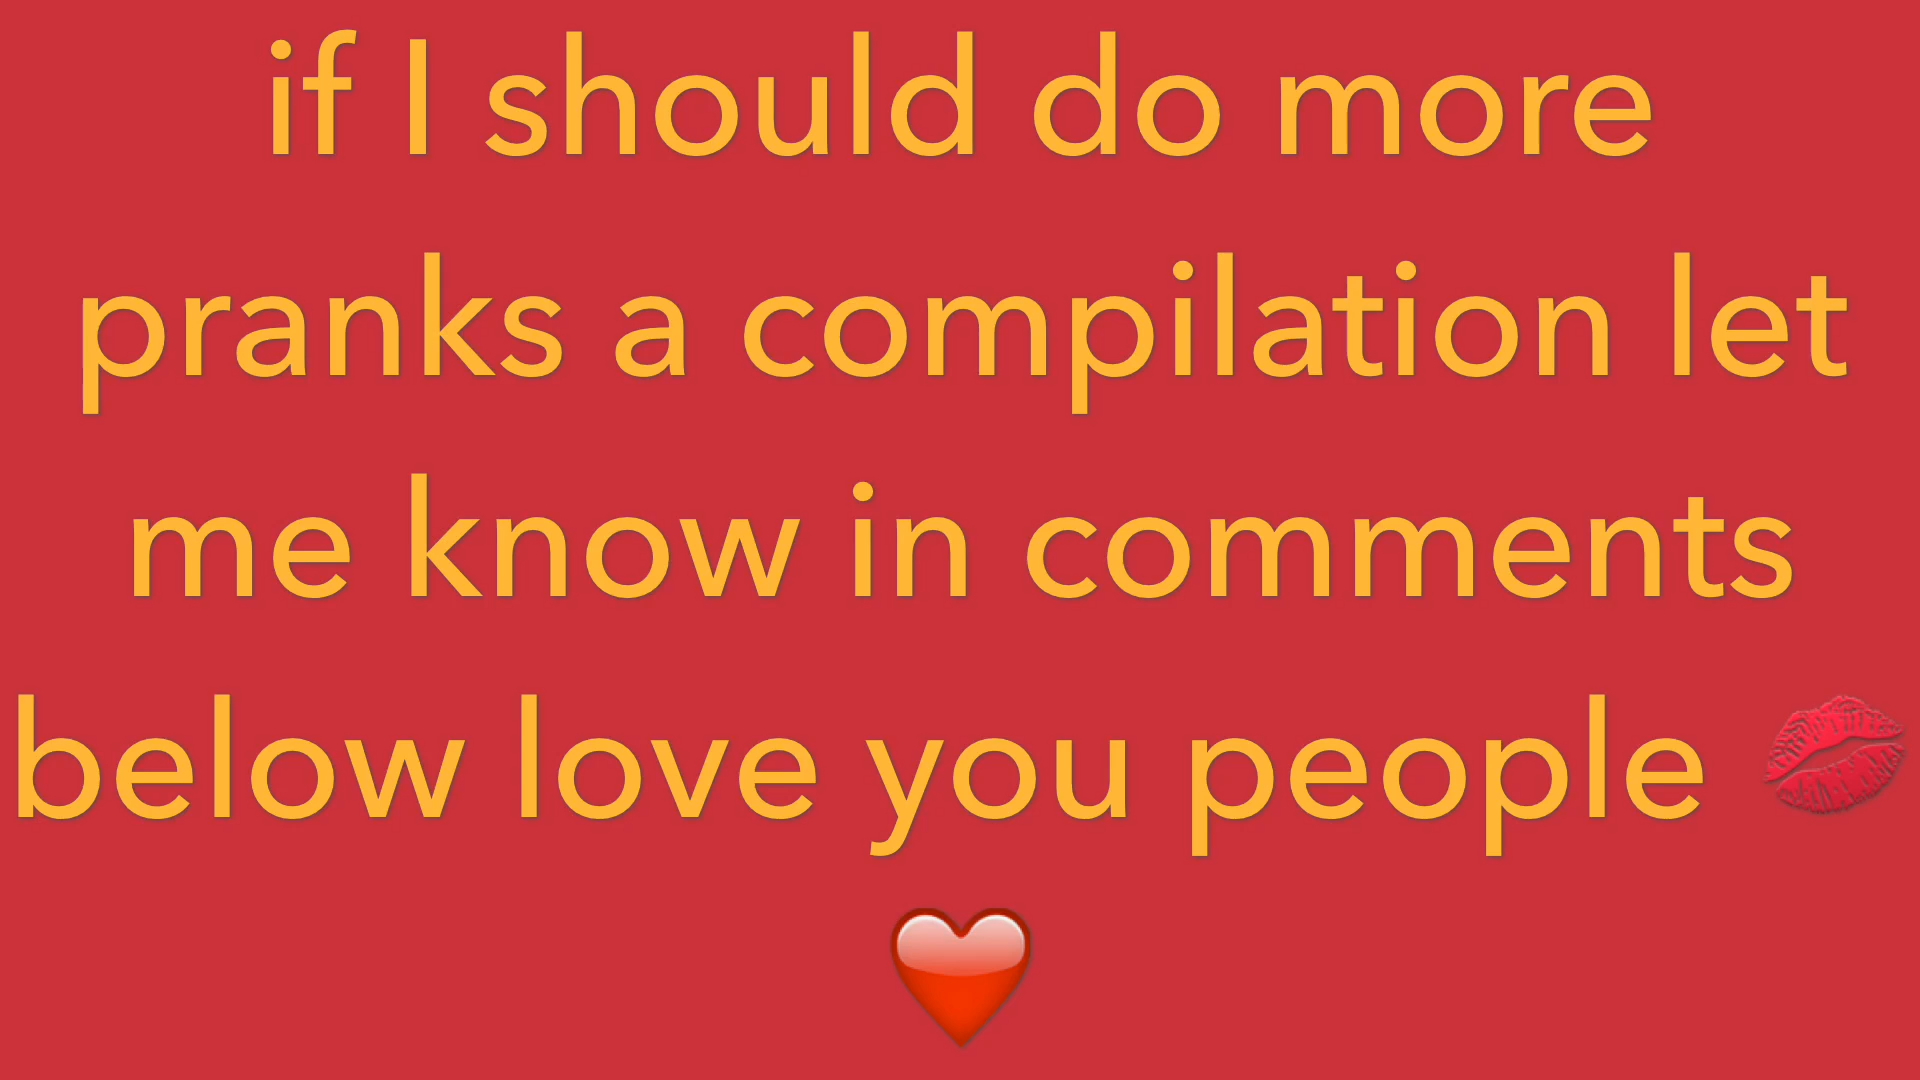 if I should do more
pranks a compilation let
me know in comments
below love you people 💋
❤️